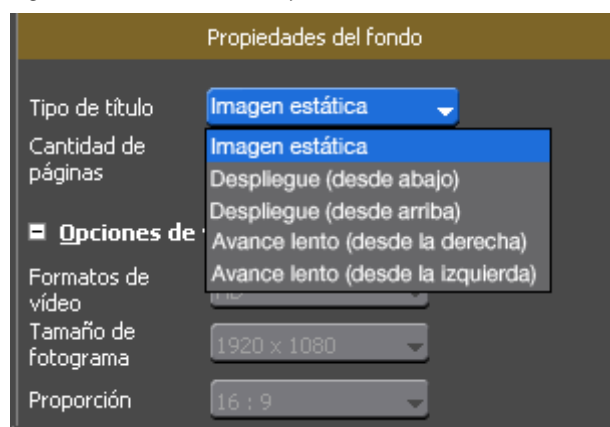 Propiedades del fondo
Tipo de título Imagen estática
Cantidad de
páginas
Imagen estática
Despliegue (desde abajo)
Despliegue (desde arriba)
Avance lento (desde la derecha)
Avance lento (desde la izquierda)
Opciones de
Formatos de
vídeo
Tamaño de
fotograma
1920 x 1080
Proporción 16 : 9